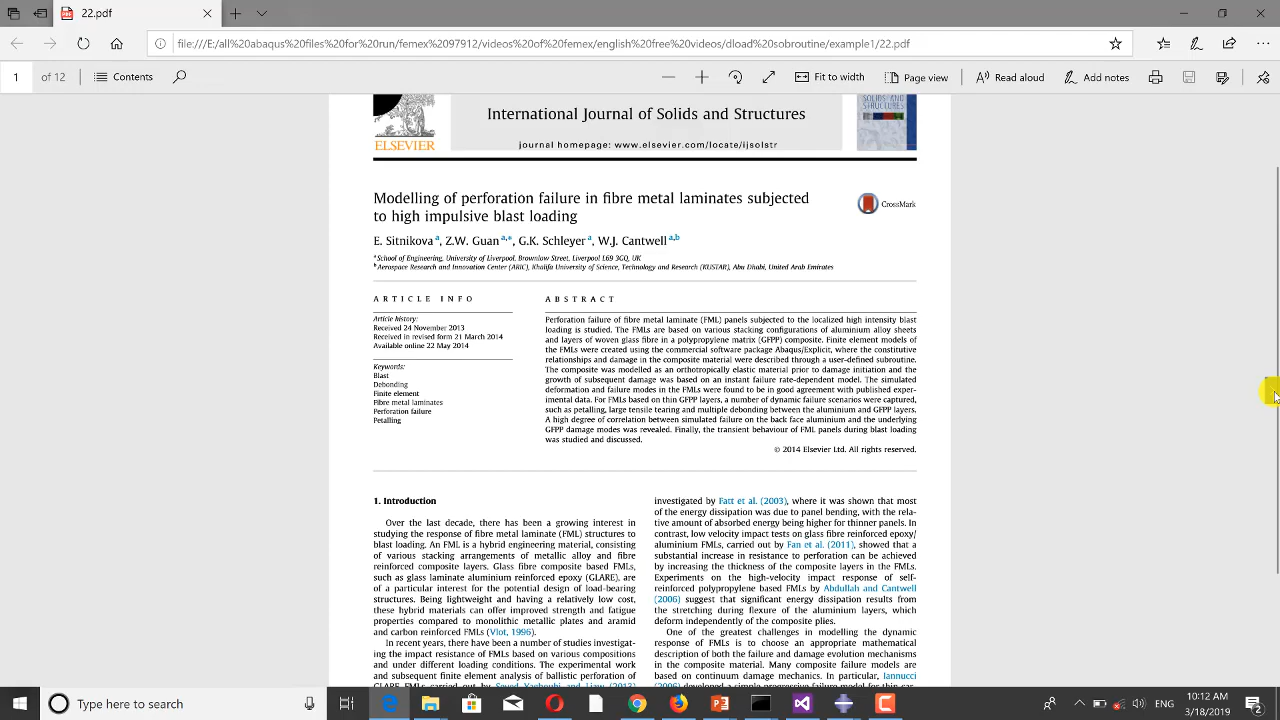 22.pdf
file:///E:/all%20abaqus%20files%20for%20run/femex%2097912/videos%20of%20femex/english%20free%20videos/dload%20sobroutine/example1/22.pdf
1 of 12 Contents Fit to width Page view Read aloud Add notes
International Journal of Solids and Structures
SOLIDS AND
STRUCTURES
ELSEVIER
journal homepage: www.elsevier.com/locate/ijsolstr
Modelling of perforation failure in fibre metal laminates subjected
to high impulsive blast loading
CrossMark
E. Sitnikova a, Z.W. Guan a,*, G.K. Schleyer a, W.J. Cantwell a,b
a School of Engineering, University of Liverpool, Brownlow Street, Liverpool L69 3GQ, UK
b Aerospace Research and Innovation Center (ARIC), Khalifa University of Science, Technology and Research (KUSTAR), Abu Dhabi, United Arab Emirates
ARTICLE INFO
Article history:
Received 24 November 2013
Received in revised form 21 March 2014
Available online 22 May 2014
Keywords:
Blast
Debonding
Finite element
Fibre metal laminates
Perforation failure
Petalling
ABSTRACT
Perforation failure of fibre metal laminate (FML) panels subjected to the localized high intensity blast
loading is studied. The FMLs are based on various stacking configurations of aluminium alloy sheets
and layers of woven glass fibre in a polypropylene matrix (GFPP) composite. Finite element models of
the FMLs were created using the commercial software package Abaqus/Explicit, where the constitutive
relationships and damage in the composite material were described through a user-defined subroutine.
The composite was modelled as an orthotropically elastic material prior to damage initiation and the
growth of subsequent damage was based on an instant failure rate-dependent model. The simulated
deformation and failure modes in the FMLs were found to be in good agreement with published exper-
imental data. For FMLs based on thin GFPP layers, a number of dynamic failure scenarios were captured,
such as petalling, large tensile tearing and multiple debonding between the aluminium and GFPP layers.
A high degree of correlation between simulated failure on the back face aluminium and the underlying
GFPP damage modes was revealed. Finally, the transient behaviour of FML panels during blast loading
was studied and discussed.
© 2014 Elsevier Ltd. All rights reserved.
1. Introduction
Over the last decade, there has been a growing interest in
studying the response of fibre metal laminate (FML) structures to
blast loading. An FML is a hybrid engineering material, consisting
of various stacking arrangements of metallic alloy and fibre
reinforced composite layers. Glass fibre composite based FMLs,
such as glass laminate aluminium reinforced epoxy (GLARE), are
of a particular interest for the potential design of load-bearing
structures. Being lightweight and having a relatively low cost,
these hybrid materials can offer improved strength and fatigue
properties compared to monolithic metallic plates and aramid
and carbon reinforced FMLs (Vlot, 1996).
In recent years, there have been a number of studies investigat-
ing the impact resistance of FMLs based on various compositions
and under different loading conditions. The experimental work
and subsequent finite element analysis of ballistic perforation of
GLARE FMLs carried out by Seyed Yaghoubi and Liaw (2012)
investigated by Fatt et al. (2003), where it was shown that most
of the energy dissipation was due to panel bending, with the rela-
tive amount of absorbed energy being higher for thinner panels. In
contrast, low velocity impact tests on glass fibre reinforced epoxy/
aluminium FMLs, carried out by Fan et al. (2011), showed that a
substantial increase in resistance to perforation can be achieved
by increasing the thickness of the composite layers in the FMLs.
Experiments on the high-velocity impact response of self-
reinforced polypropylene based FMLs by Abdullah and Cantwell
(2006) suggest that significant energy dissipation results from
the stretching during flexure of the aluminium layers, which
deform independently of the composite plies.
One of the greatest challenges in modelling the dynamic
response of FMLs is to choose an appropriate mathematical
description of both the failure and damage evolution mechanisms
in the composite material. Many composite failure models are
based on continuum damage mechanics. In particular, Iannucci
(2006) developed a simple progressive failure model for thin car-
Type here to search
ENG
10:12 AM
3/18/2019